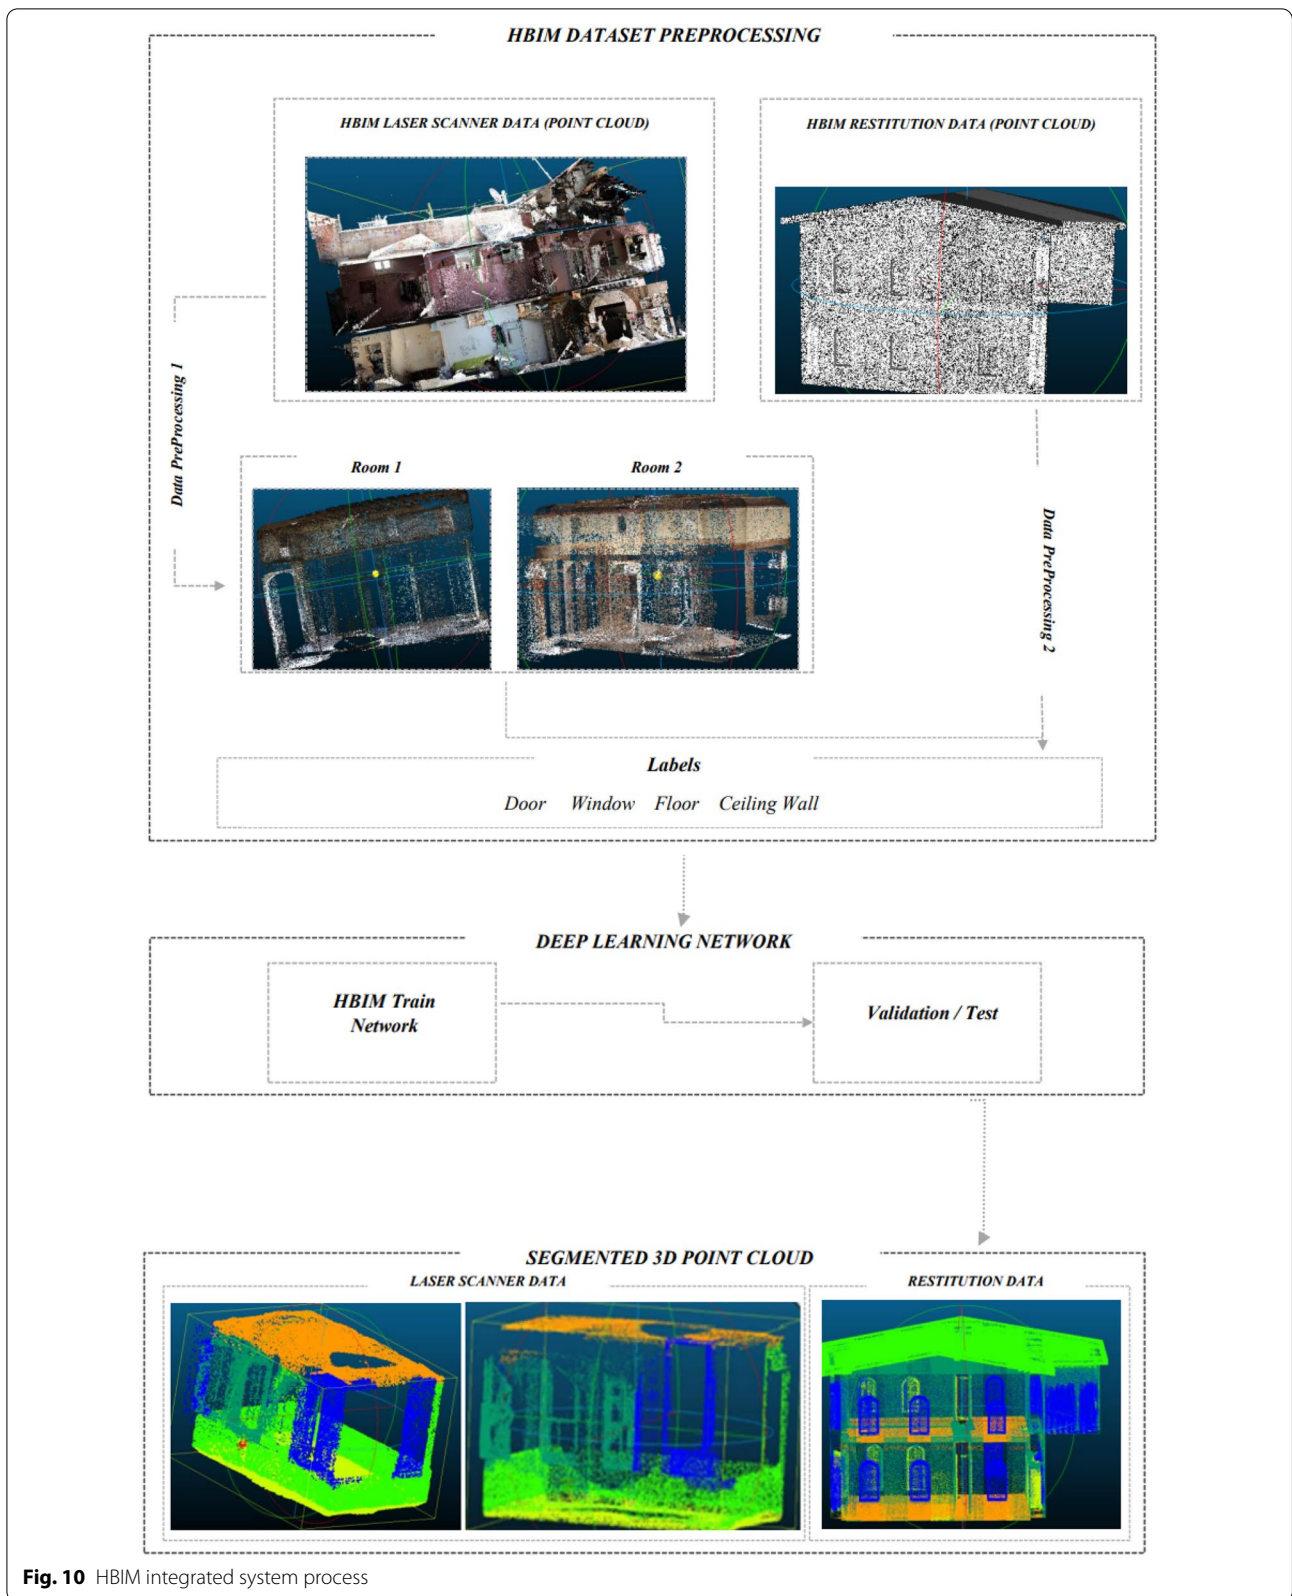 HBIM DATASET PREPROCESSING
HBIM LASER SCANNER DATA (POINT CLOUD)
HBIM RESTITUTION DATA (POINT CLOUD)
Data PreProcessing 1
Room 1
Room 2
Data PreProcessing 2
Labels
Door Window Floor Ceiling Wall
DEEP LEARNING NETWORK
HBIM Train
Network
Validation / Test
SEGMENTED 3D POINT CLOUD
LASER SCANNER DATA
RESTITUTION DATA
Fig. 10 HBIM integrated system process